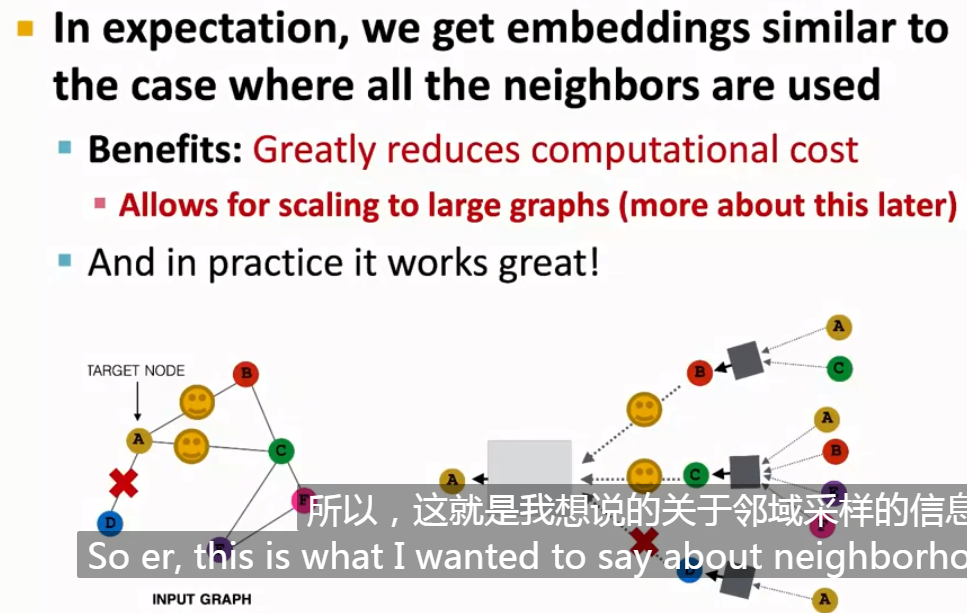 In expectation, we get embeddings similar to
the case where all the neighbors are used
Benefits: Greatly reduces computational cost
Allows for scaling to large graphs (more about this later)
And in practice it works great!
TARGET NODE
A
B
C
D
INPUT GRAPH
A
B
C
A
C
A
B
A
所以，这就是我想说的关于邻域采样的信息
So er, this is what I wanted to say about